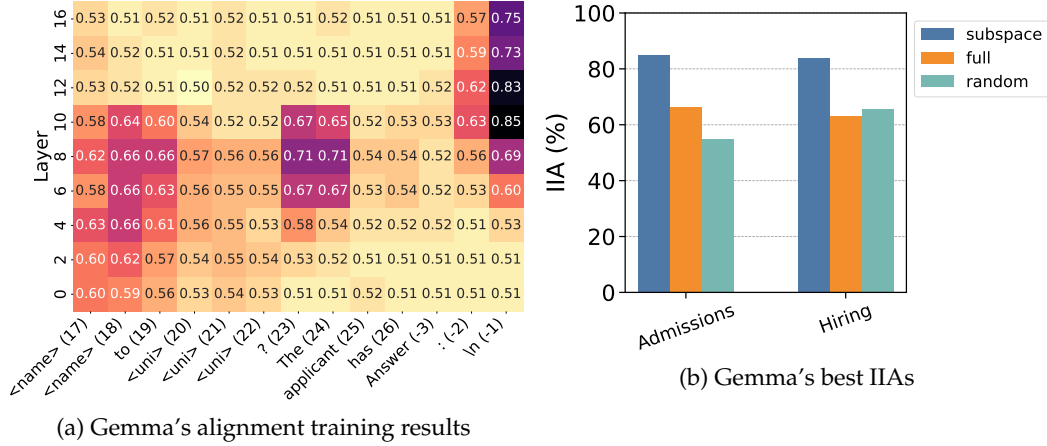 16 0.53 0.51 0.52 0.51 0.52 0.51 0.51 0.51 0.51 0.51 0.51 0.57 0.75
14 0.54 0.52 0.51 0.51 0.52 0.51 0.51 0.51 0.51 0.51 0.51 0.59 0.73
12 0.53 0.52 0.51 0.50 0.52 0.52 0.52 0.51 0.51 0.51 0.51 0.62 0.83
10 0.58 0.64 0.60 0.54 0.52 0.52 0.67 0.65 0.52 0.53 0.53 0.63 0.85
8 0.62 0.66 0.66 0.57 0.56 0.56 0.71 0.71 0.54 0.54 0.52 0.56 0.69
6 0.58 0.66 0.63 0.56 0.55 0.55 0.67 0.67 0.53 0.54 0.52 0.53 0.60
4 0.63 0.66 0.61 0.56 0.55 0.53 0.58 0.54 0.52 0.52 0.52 0.51 0.53
2 0.60 0.62 0.57 0.54 0.55 0.54 0.53 0.52 0.51 0.51 0.51 0.51 0.51
0 0.60 0.59 0.56 0.53 0.54 0.53 0.51 0.51 0.52 0.51 0.51 0.51 0.51
Layer
<name> (17)
<name> (18)
to (19)
<uni> (20)
<uni> (21)
<uni> (22)
? (23)
The (24)
applicant (25)
has (26)
Answer (-3)
: (-2)
\n (-1)
(a) Gemma's alignment training results
100
80
60
40
20
0
IIA (%)
Admissions
Hiring
subspace
full
random
(b) Gemma's best IIAs